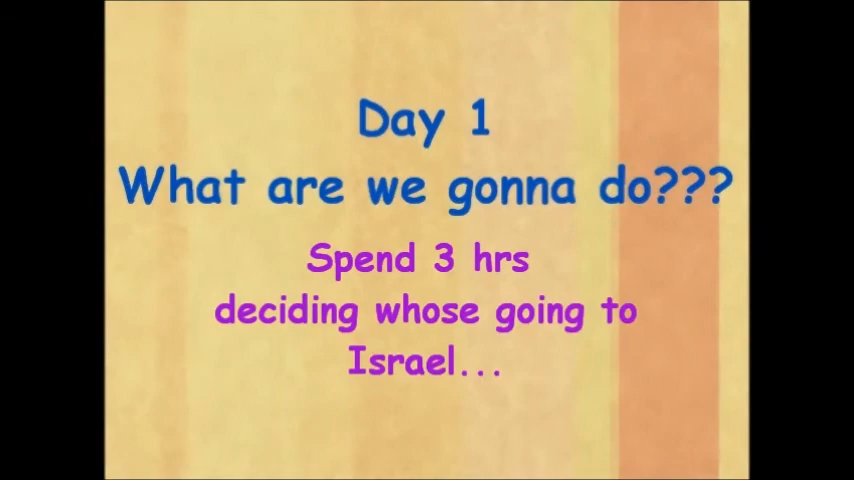 Day 1
What are we gonna do???
Spend 3 hrs
deciding whose going to
Israel...